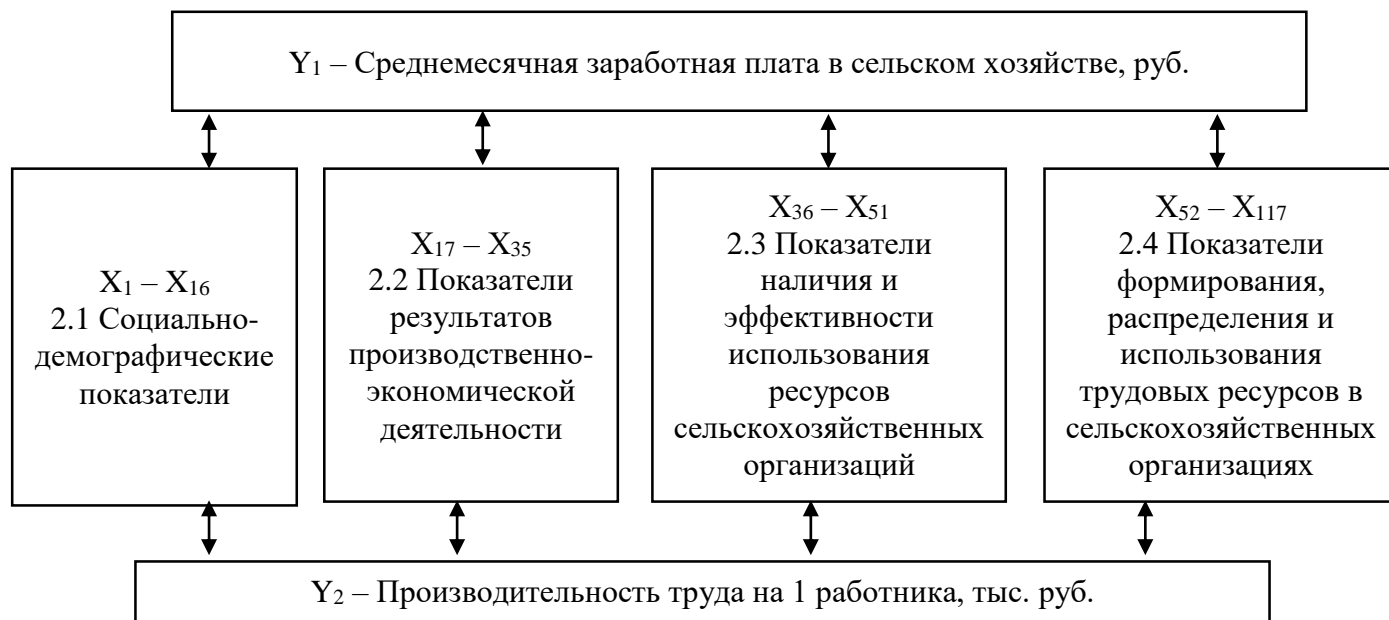 Y1 – Среднемесячная заработная плата в сельском хозяйстве, руб.
X1 – X16
2.1 Социально-
демографические
показатели
X17 – X35
2.2 Показатели
результатов
производственно-
экономической
деятельности
X36 – X51
2.3 Показатели
наличия и
эффективности
использования
ресурсов
сельскохозяйственных
организаций
X52 – X117
2.4 Показатели
формирования,
распределения и
использования
трудовых ресурсов в
сельскохозяйственных
организациях
Y2 – Производительность труда на 1 работника, тыс. руб.